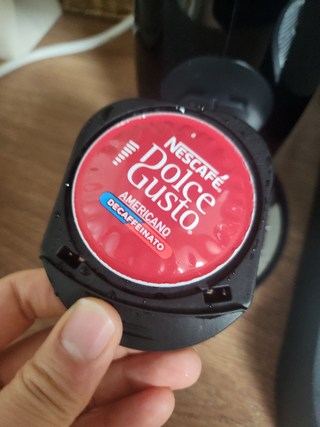 NESCAFÉ
Dolce
Gusto
AMERICANO
DECAFFEINATO